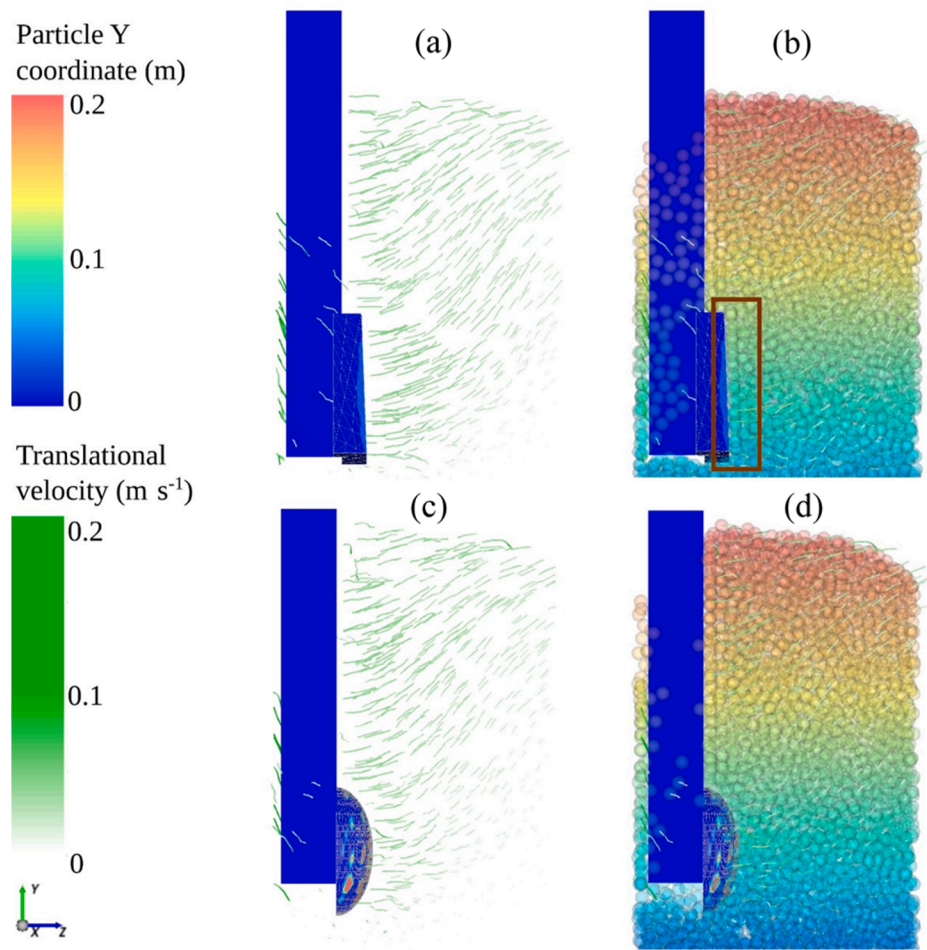 Particle Y
coordinate (m)
0.2
0.1
0
Translational
velocity (m s⁻¹)
0.2
0.1
0
Y
X
Z
(a)
(b)
(c)
(d)